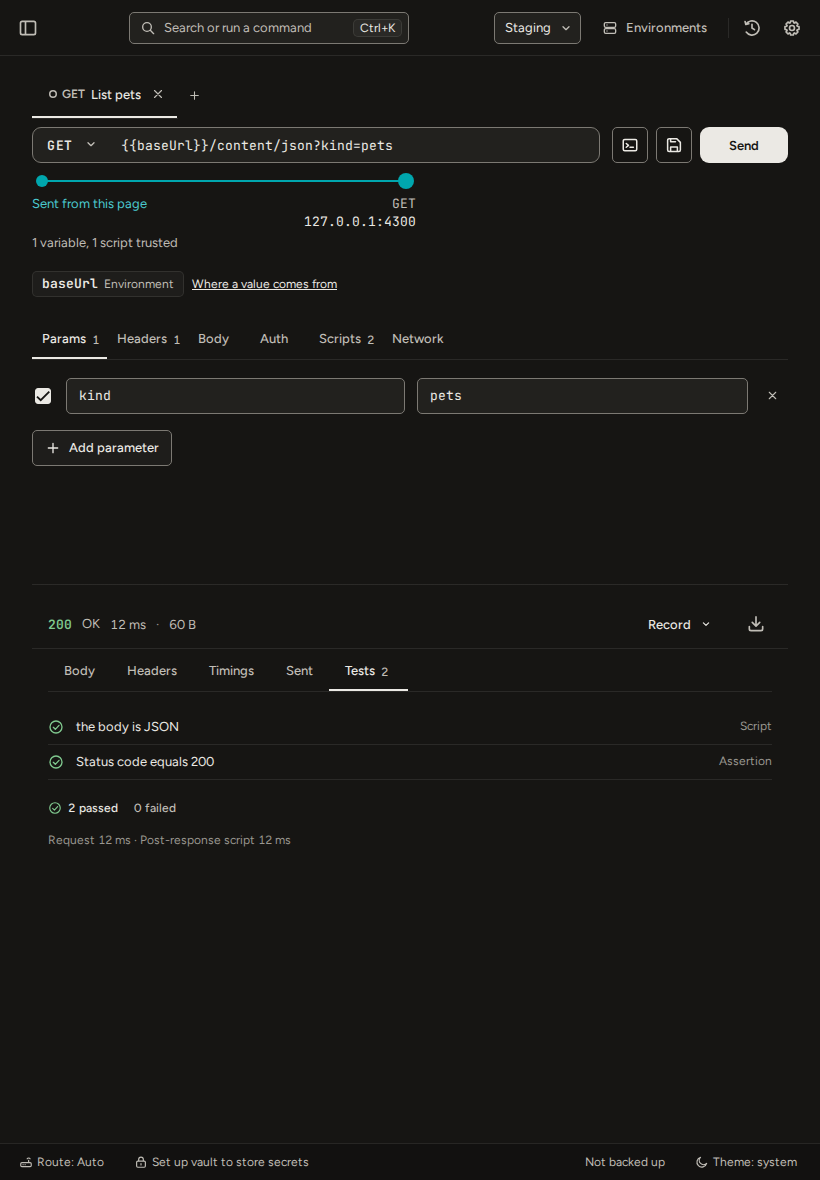 Search or run a command Ctrl+K Staging Environments
GET List pets
GET {{baseUrl}}/content/json?kind=pets Send
Sent from this page GET
127.0.0.1:4300
1 variable, 1 script trusted
baseUrl Environment Where a value comes from
Params 1 Headers 1 Body Auth Scripts 2 Network
kind pets
Add parameter
200 OK 12 ms · 60 B Record
Body Headers Timings Sent Tests 2
the body is JSON Script
Status code equals 200 Assertion
2 passed 0 failed
Request 12 ms · Post-response script 12 ms
Route: Auto Set up vault to store secrets Not backed up Theme: system